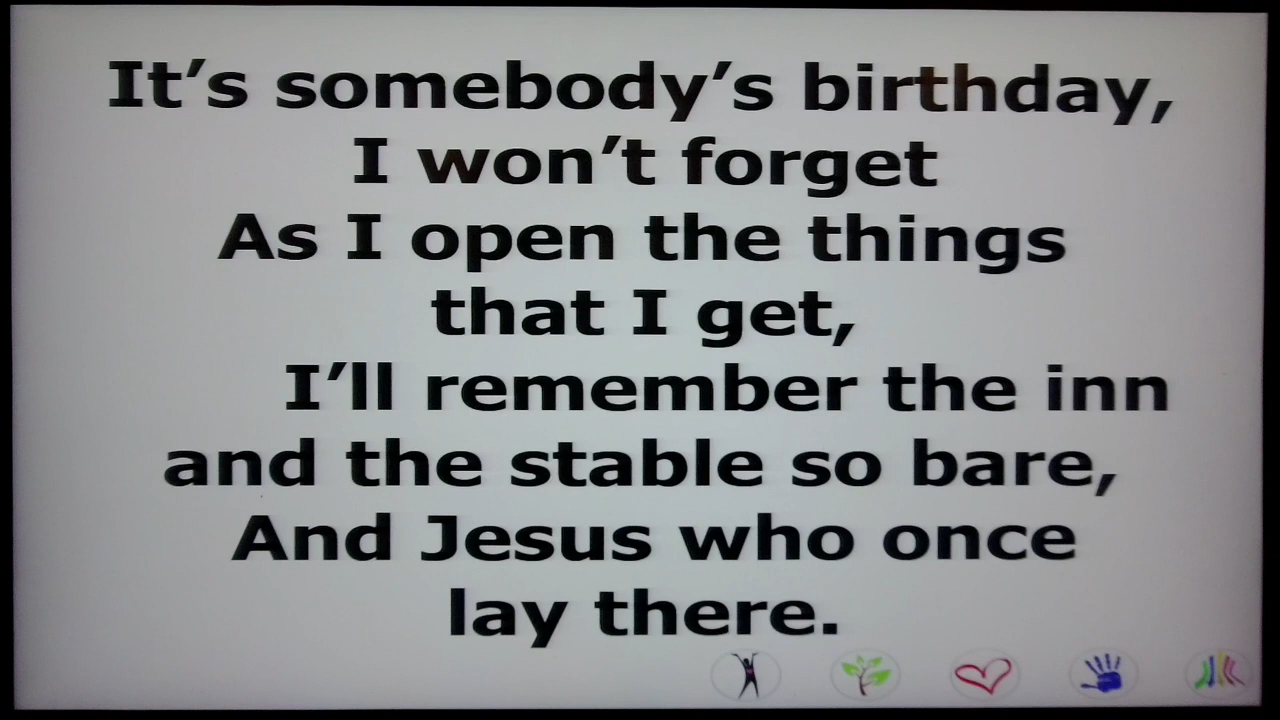 It’s somebody’s birthday,
I won’t forget
As I open the things
that I get,
I’ll remember the inn
and the stable so bare,
And Jesus who once
lay there.